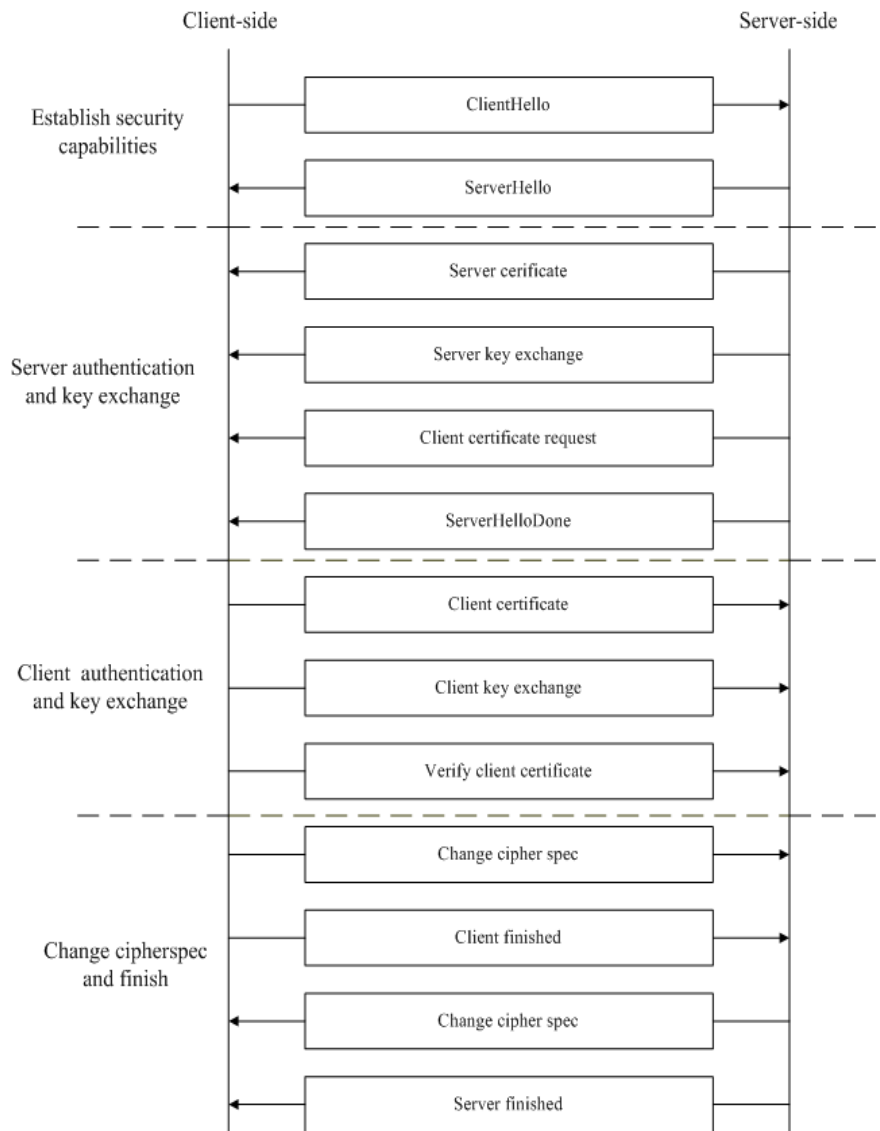 Client-side
Server-side
Establish security
capabilities
ClientHello
ServerHello
Server authentication
and key exchange
Server cerificate
Server key exchange
Client certificate request
ServerHelloDone
Client authentication
and key exchange
Client certificate
Client key exchange
Verify client certificate
Change cipherspec
and finish
Change cipher spec
Client finished
Change cipher spec
Server finished